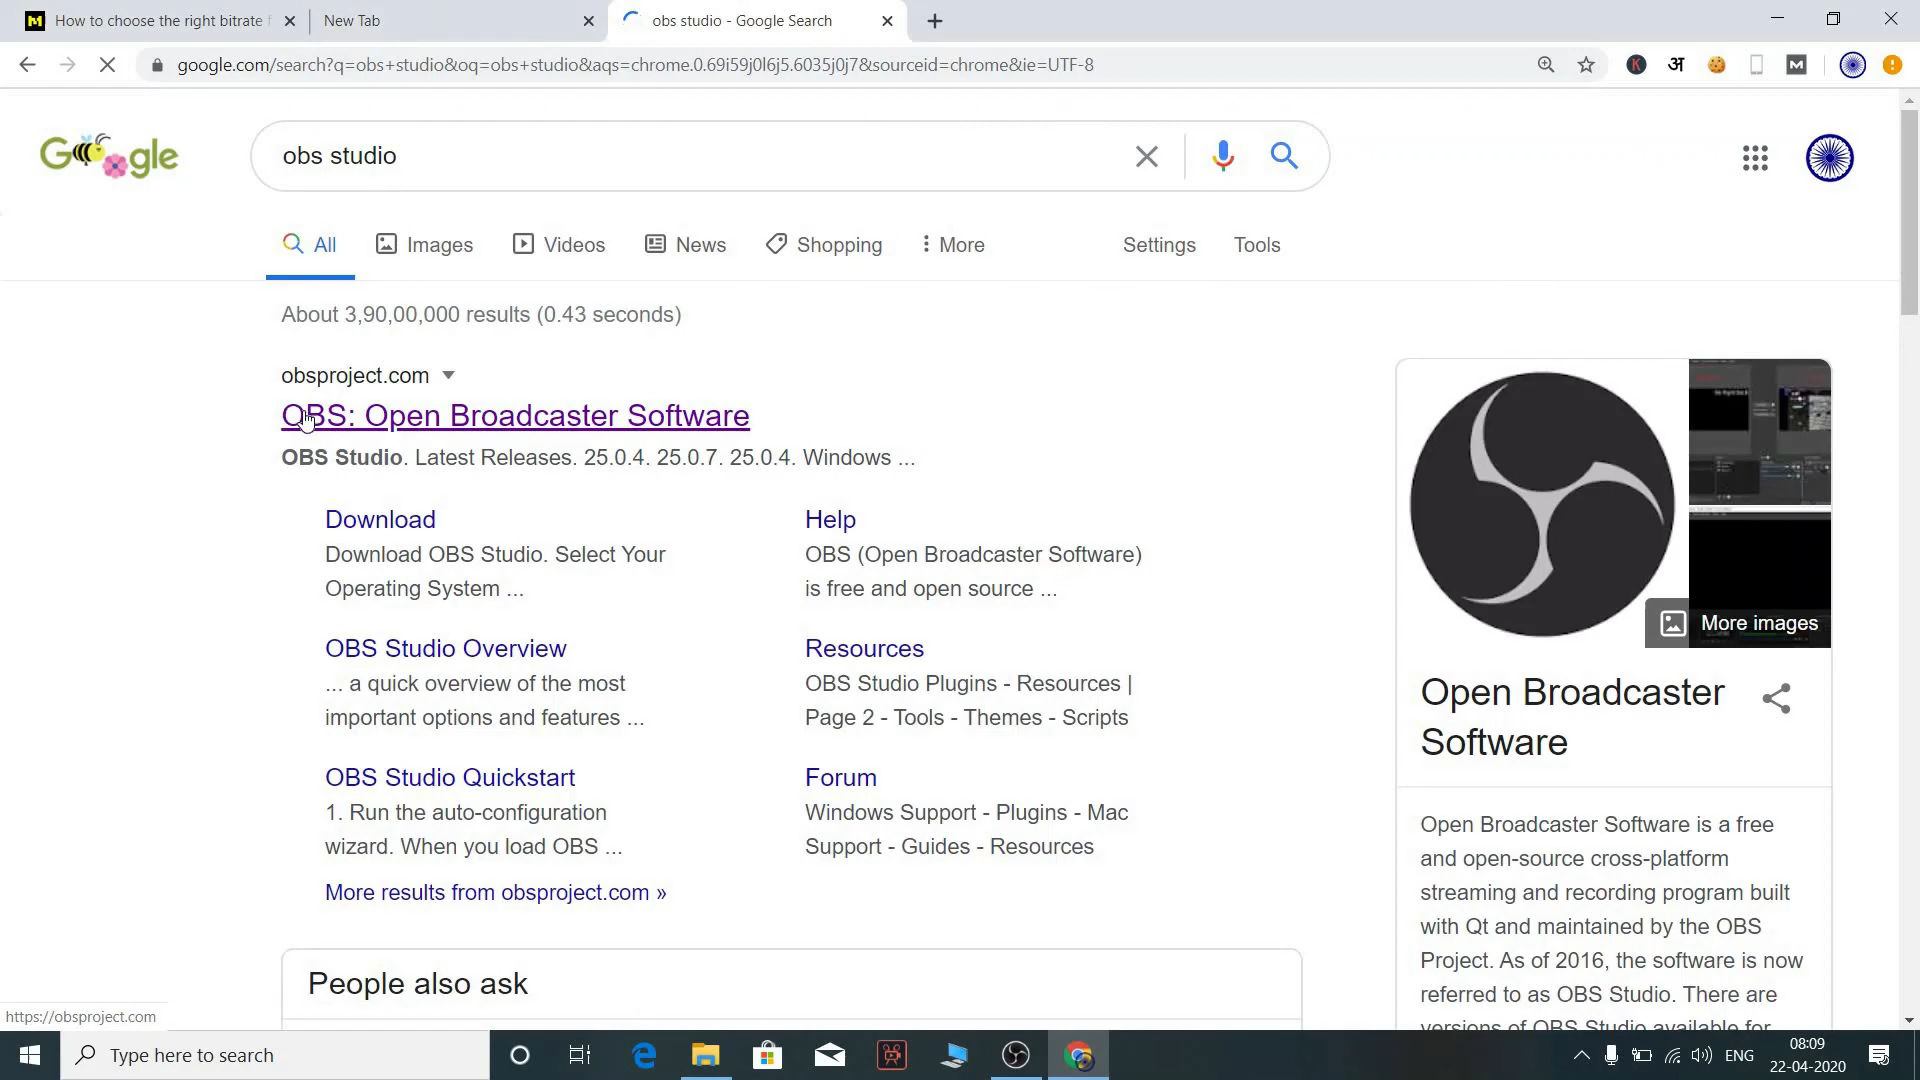 How to choose the right bitrate f
New Tab
obs studio - Google Search
google.com/search?q=obs+studio&oq=obs+studio&aqs=chrome.0.69i59j0l6j5.6035j0j7&sourceid=chrome&ie=UTF-8
Google
obs studio
All
Images
Videos
News
Shopping
More
Settings
Tools
About 3,90,00,000 results (0.43 seconds)
obsproject.com
OBS: Open Broadcaster Software
OBS Studio. Latest Releases. 25.0.4. 25.0.7. 25.0.4. Windows ...
Download
Download OBS Studio. Select Your
Operating System ...
Help
OBS (Open Broadcaster Software)
is free and open source ...
OBS Studio Overview
... a quick overview of the most
important options and features ...
Resources
OBS Studio Plugins - Resources |
Page 2 - Tools - Themes - Scripts
OBS Studio Quickstart
1. Run the auto-configuration
wizard. When you load OBS ...
Forum
Windows Support - Plugins - Mac
Support - Guides - Resources
More results from obsproject.com »
People also ask
More images
Open Broadcaster
Software
Open Broadcaster Software is a free
and open-source cross-platform
streaming and recording program built
with Qt and maintained by the OBS
Project. As of 2016, the software is now
referred to as OBS Studio. There are
versions of OBS Studio available for
https://obsproject.com
Type here to search
ENG
08:09
22-04-2020